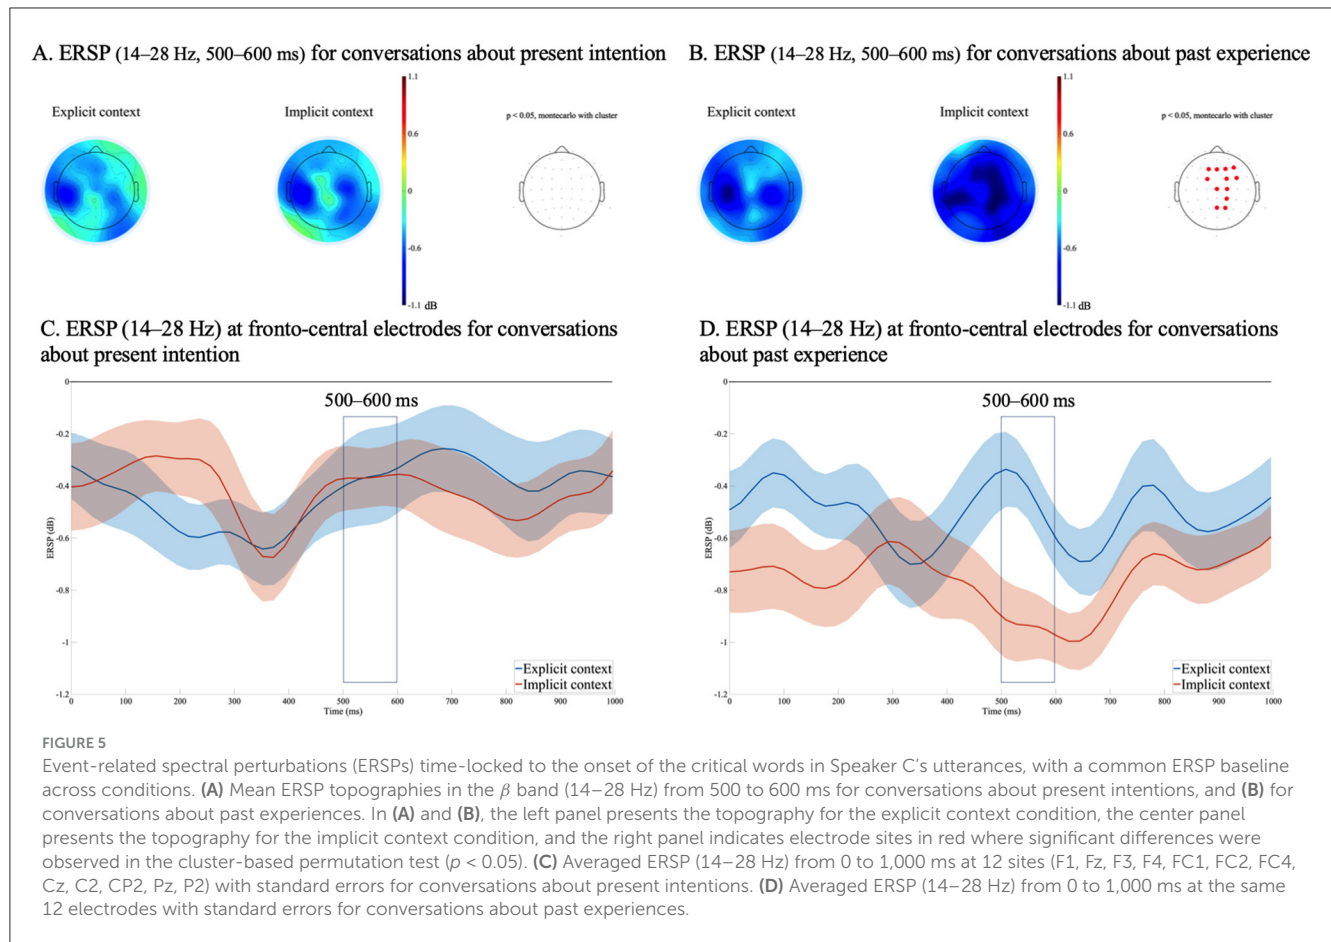 A. ERSP (14–28 Hz, 500–600 ms) for conversations about present intention
Explicit context
Implicit context
1.1
0.6
0
-0.6
-1.1 dB
p < 0.05, montecarlo with cluster
B. ERSP (14–28 Hz, 500–600 ms) for conversations about past experience
Explicit context
Implicit context
1.1
0.6
0
-0.6
-1.1 dB
p < 0.05, montecarlo with cluster
C. ERSP (14–28 Hz) at fronto-central electrodes for conversations
about present intention
500–600 ms
0
-0.2
-0.4
-0.6
-0.8
-1
-1.2
ERSP (dB)
Explicit context
Implicit context
0 100 200 300 400 500 600 700 800 900 1000
Time (ms)
D. ERSP (14–28 Hz) at fronto-central electrodes for conversations
about past experience
500–600 ms
0
-0.2
-0.4
-0.6
-0.8
-1
-1.2
ERSP (dB)
Explicit context
Implicit context
0 100 200 300 400 500 600 700 800 900 1000
Time (ms)
FIGURE 5
Event-related spectral perturbations (ERSPs) time-locked to the onset of the critical words in Speaker C's utterances, with a common ERSP baseline
across conditions. (A) Mean ERSP topographies in the β band (14–28 Hz) from 500 to 600 ms for conversations about present intentions, and (B) for
conversations about past experiences. In (A) and (B), the left panel presents the topography for the explicit context condition, the center panel
presents the topography for the implicit context condition, and the right panel indicates electrode sites in red where significant differences were
observed in the cluster-based permutation test (p < 0.05). (C) Averaged ERSP (14–28 Hz) from 0 to 1,000 ms at 12 sites (F1, Fz, F3, F4, FC1, FC2, FC4,
Cz, C2, CP2, Pz, P2) with standard errors for conversations about present intentions. (D) Averaged ERSP (14–28 Hz) from 0 to 1,000 ms at the same
12 electrodes with standard errors for conversations about past experiences.